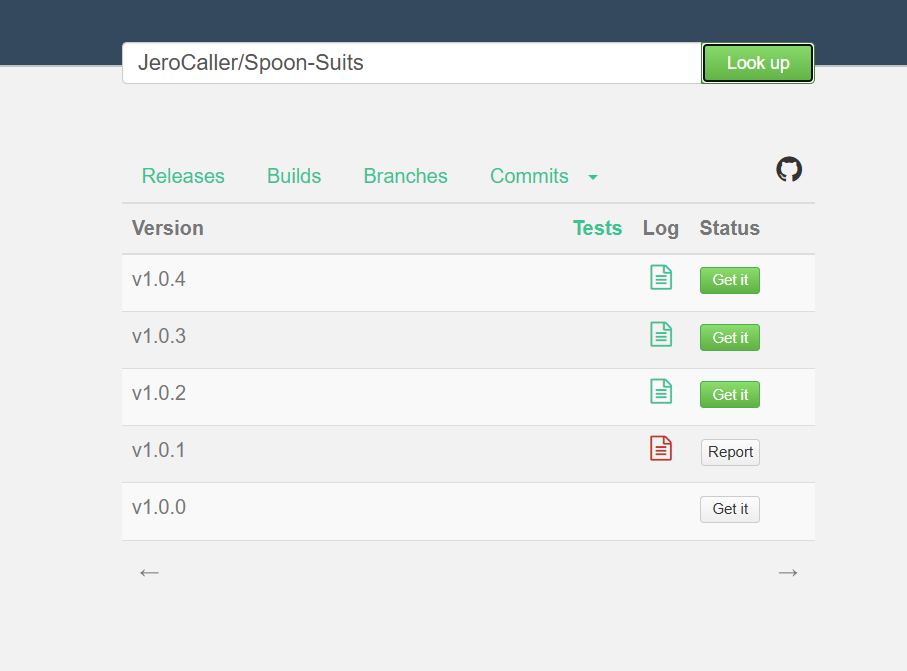 JeroCaller/Spoon-Suits Look up
Releases Builds Branches Commits
Version Tests Log Status
v1.0.4 Get it
v1.0.3 Get it
v1.0.2 Get it
v1.0.1 Report
v1.0.0 Get it
← →